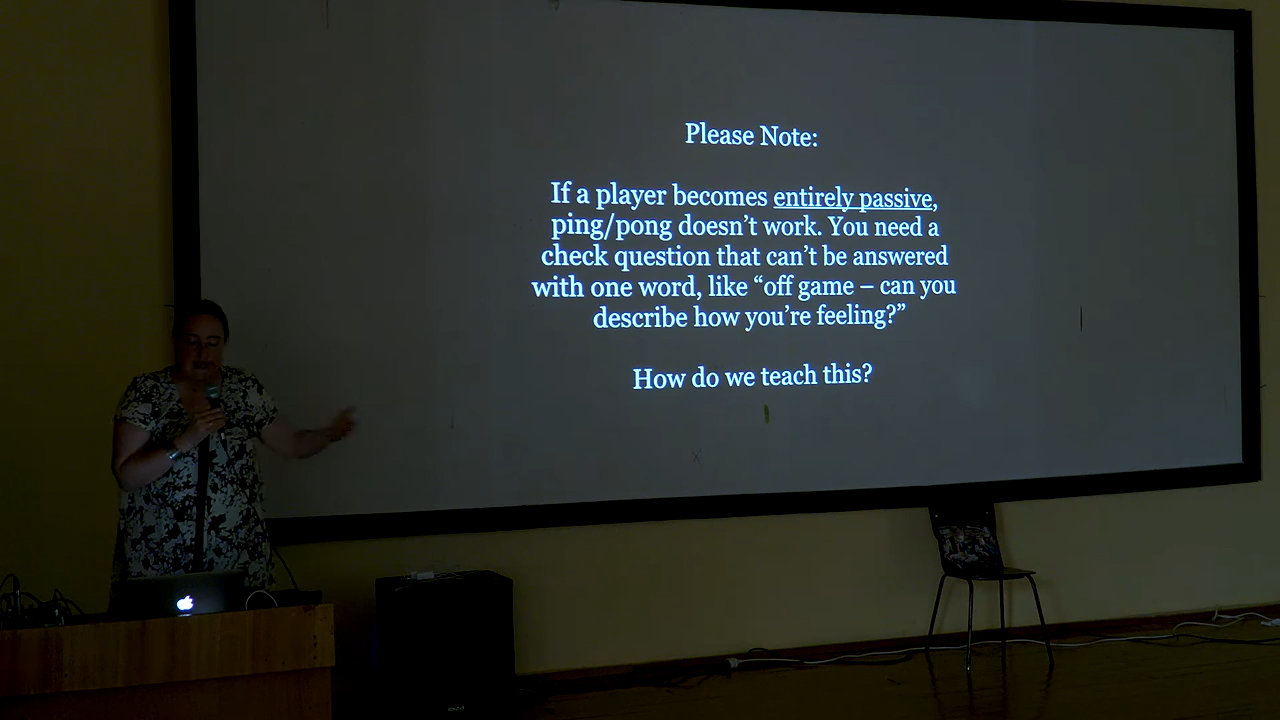 Please Note:
If a player becomes entirely passive,
ping/pong doesn’t work. You need a
check question that can’t be answered
with one word, like “off game – can you
describe how you’re feeling?”
How do we teach this?